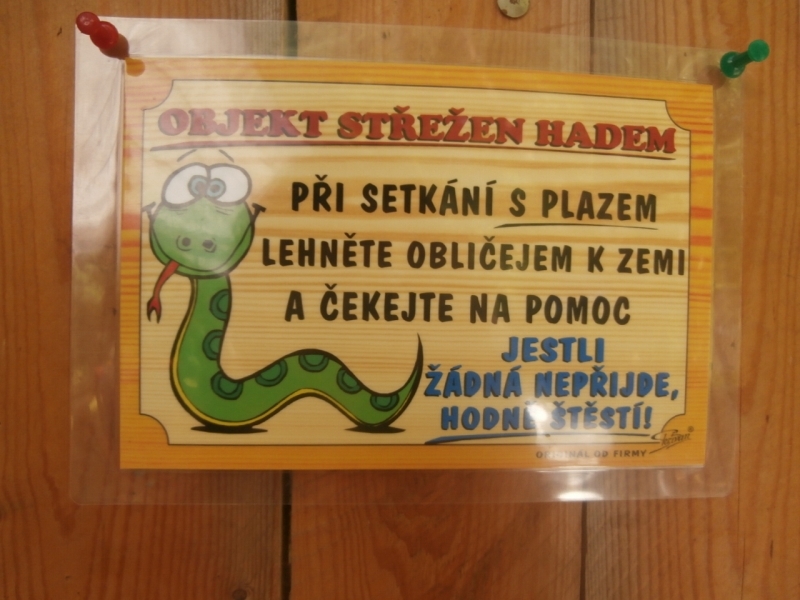 OBJEKT STŘEŽEN HADEM
PŘI SETKÁNÍ S PLAZEM
LEHNĚTE OBLIČEJEM K ZEMI
A ČEKEJTE NA POMOC
JESTLI
ŽÁDNÁ NEPŘIJDE,
HODNĚ ŠTĚSTÍ!
ORIGINAL OD FIRMY